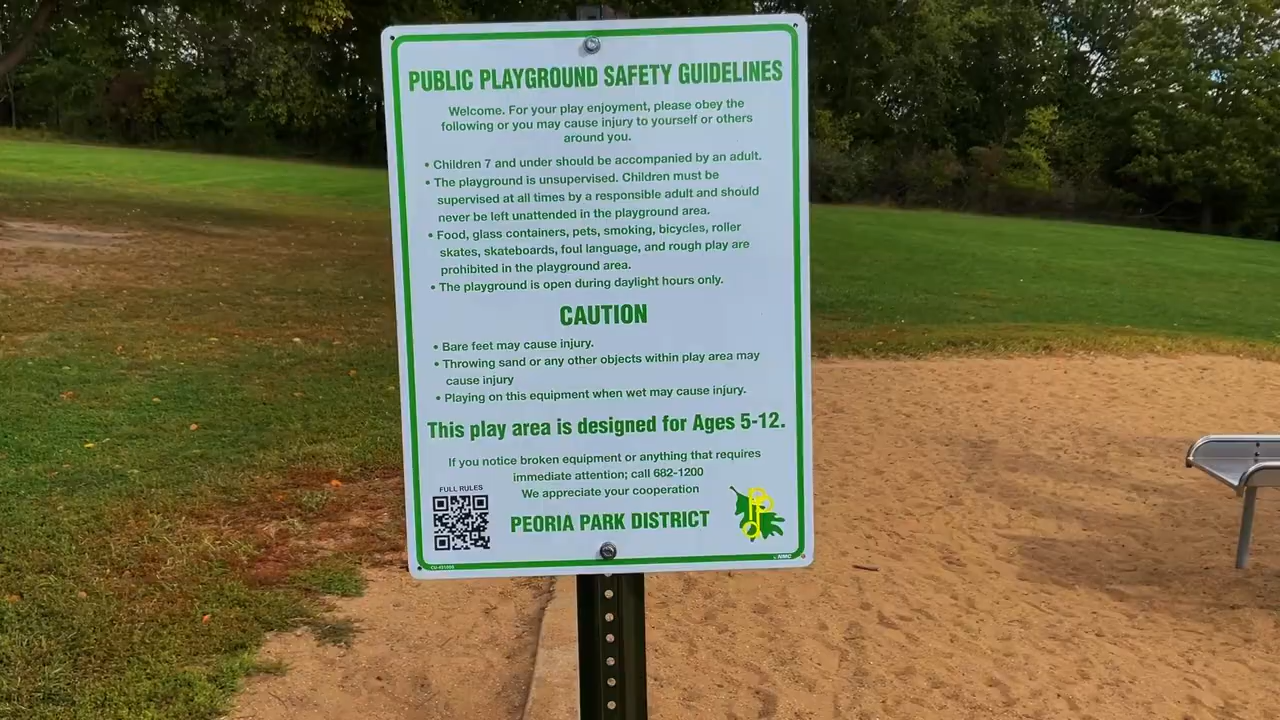 PUBLIC PLAYGROUND SAFETY GUIDELINES
Welcome. For your play enjoyment, please obey the
following or you may cause injury to yourself or others
around you.
• Children 7 and under should be accompanied by an adult.
• The playground is unsupervised. Children must be
supervised at all times by a responsible adult and should
never be left unattended in the playground area.
• Food, glass containers, pets, smoking, bicycles, roller
skates, skateboards, foul language, and rough play are
prohibited in the playground area.
• The playground is open during daylight hours only.
CAUTION
• Bare feet may cause injury.
• Throwing sand or any other objects within play area may
cause injury
• Playing on this equipment when wet may cause injury.
This play area is designed for Ages 5-12.
If you notice broken equipment or anything that requires
immediate attention; call 682-1200
We appreciate your cooperation
FULL RULES
PEORIA PARK DISTRICT
NMC